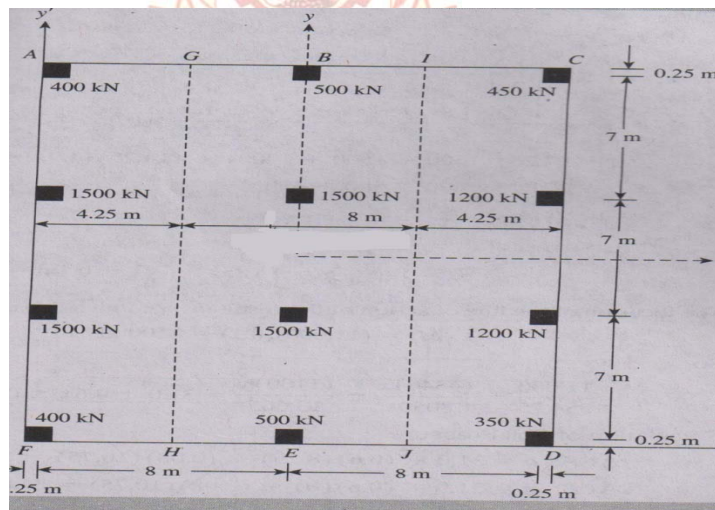 y' y
A G B I C
400 kN 500 kN 450 kN 0.25 m
7 m
1500 kN 1500 kN 1200 kN
4.25 m 8 m 4.25 m
7 m
1500 kN 1500 kN 1200 kN
7 m
400 kN 500 kN 350 kN
0.25 m
F H E J D
8 m 8 m
.25 m 0.25 m